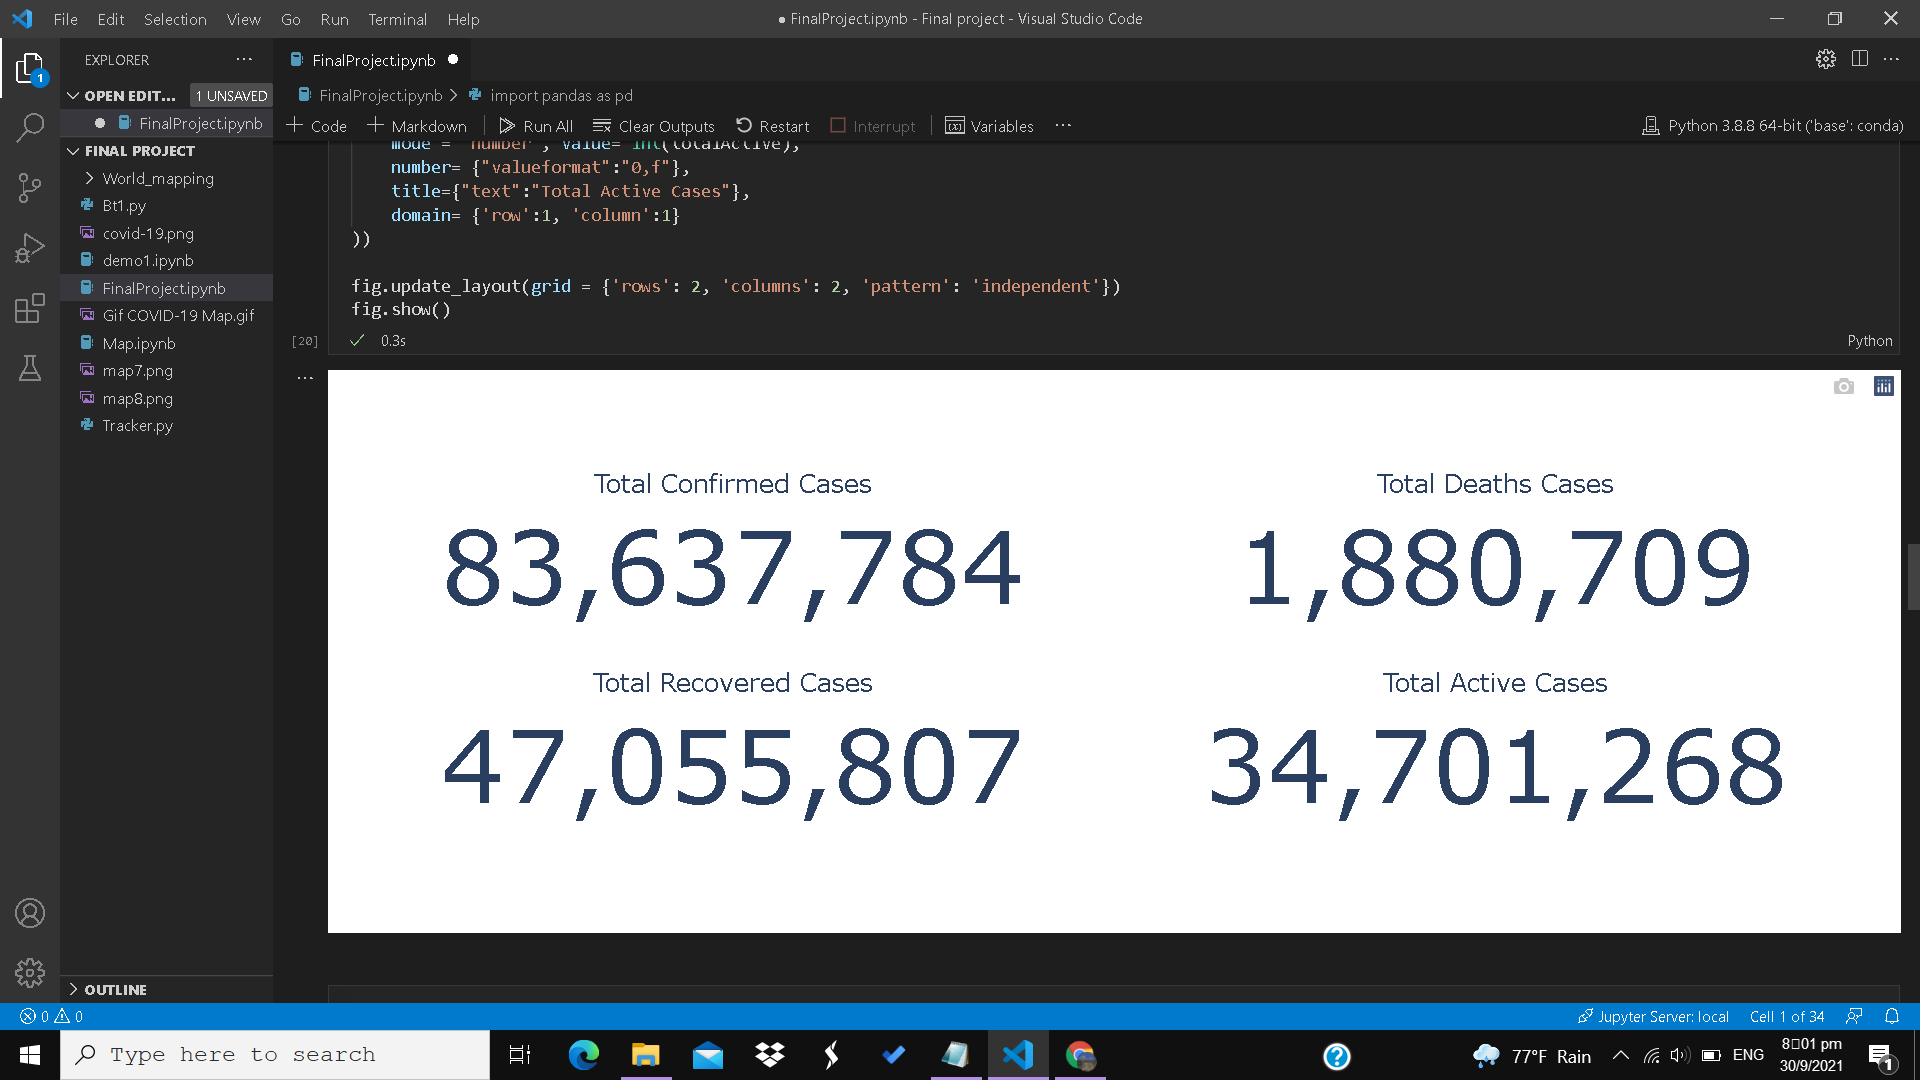 File Edit Selection View Go Run Terminal Help
● FinalProject.ipynb - Final project - Visual Studio Code
EXPLORER
FinalProject.ipynb
OPEN EDIT... 1 UNSAVED
FinalProject.ipynb > import pandas as pd
FinalProject.ipynb
+ Code + Markdown Run All Clear Outputs Restart Interrupt Variables ...
Python 3.8.8 64-bit ('base': conda)
FINAL PROJECT
World_mapping
Bt1.py
covid-19.png
demo1.ipynb
FinalProject.ipynb
Gif COVID-19 Map.gif
Map.ipynb
map7.png
map8.png
Tracker.py
OUTLINE
mode = "number", value= int(totalActive),
number= {"valueformat":"0,f"},
title={"text":"Total Active Cases"},
domain= {'row':1, 'column':1}
))
fig.update_layout(grid = {'rows': 2, 'columns': 2, 'pattern': 'independent'})
fig.show()
[20] 0.3s Python
Total Confirmed Cases
83,637,784
Total Deaths Cases
1,880,709
Total Recovered Cases
47,055,807
Total Active Cases
34,701,268
1
0 0
Jupyter Server: local Cell 1 of 34
Type here to search
77°F Rain ENG
8▯01 pm
30/9/2021
1